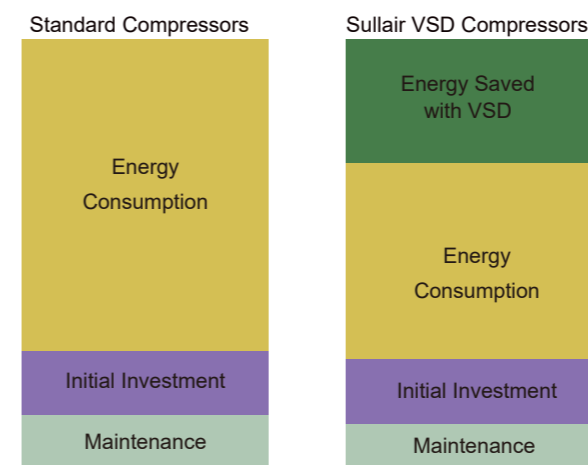 Standard Compressors
Energy
Consumption
Initial Investment
Maintenance
Sullair VSD Compressors
Energy Saved
with VSD
Energy
Consumption
Initial Investment
Maintenance